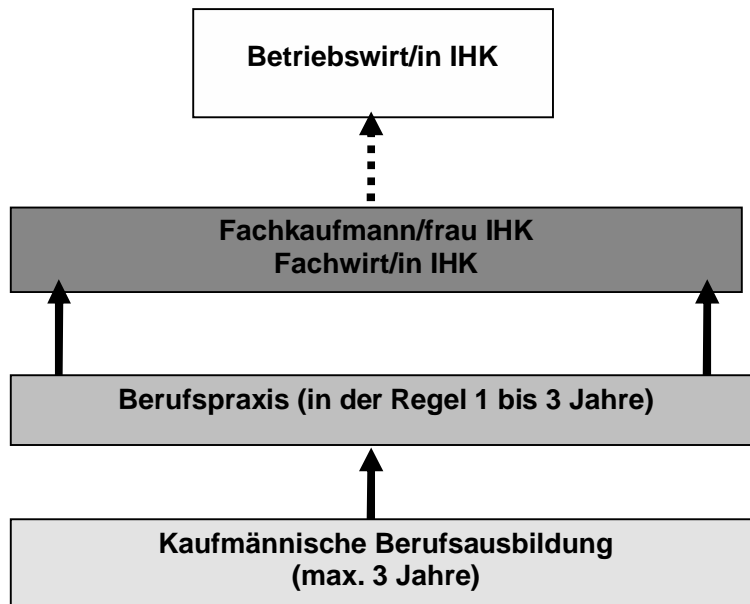 Betriebswirt/in IHK
Fachkaufmann/frau IHK
Fachwirt/in IHK
Berufspraxis (in der Regel 1 bis 3 Jahre)
Kaufmännische Berufsausbildung
(max. 3 Jahre)